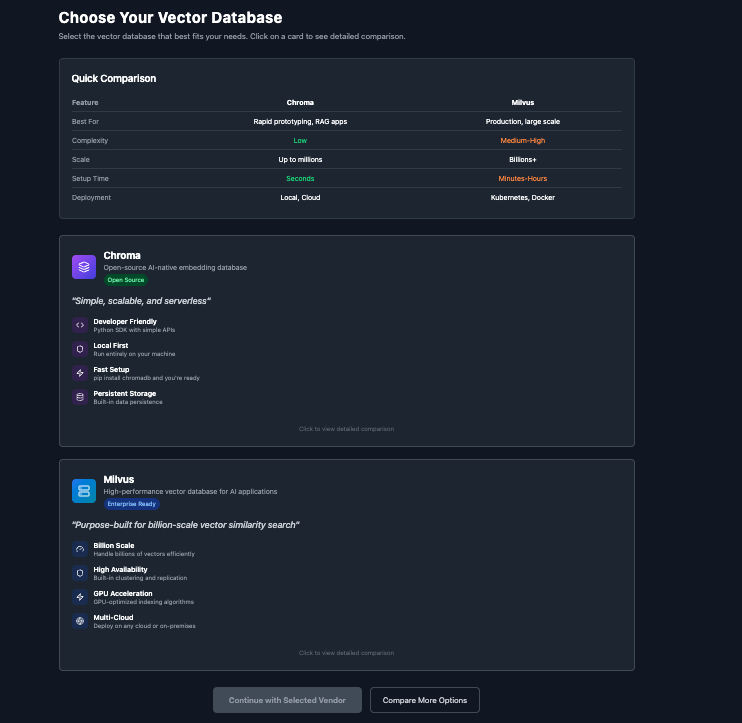 Choose Your Vector Database
Select the vector database that best fits your needs. Click on a card to see detailed comparison.
Quick Comparison
Feature Chroma Milvus
Best For Rapid prototyping, RAG apps Production, large scale
Complexity Low Medium-High
Scale Up to millions Billions+
Setup Time Seconds Minutes-Hours
Deployment Local, Cloud Kubernetes, Docker
Chroma
Open-source AI-native embedding database
Open Source
"Simple, scalable, and serverless"
Developer Friendly
Python SDK with simple APIs
Local First
Run entirely on your machine
Fast Setup
pip install chromadb and you're ready
Persistent Storage
Built-in data persistence
Click to view detailed comparison
Milvus
High-performance vector database for AI applications
Enterprise Ready
"Purpose-built for billion-scale vector similarity search"
Billion Scale
Handle billions of vectors efficiently
High Availability
Built-in clustering and replication
GPU Acceleration
GPU-optimized indexing algorithms
Multi-Cloud
Deploy on any cloud or on-premises
Click to view detailed comparison
Continue with Selected Vendor Compare More Options